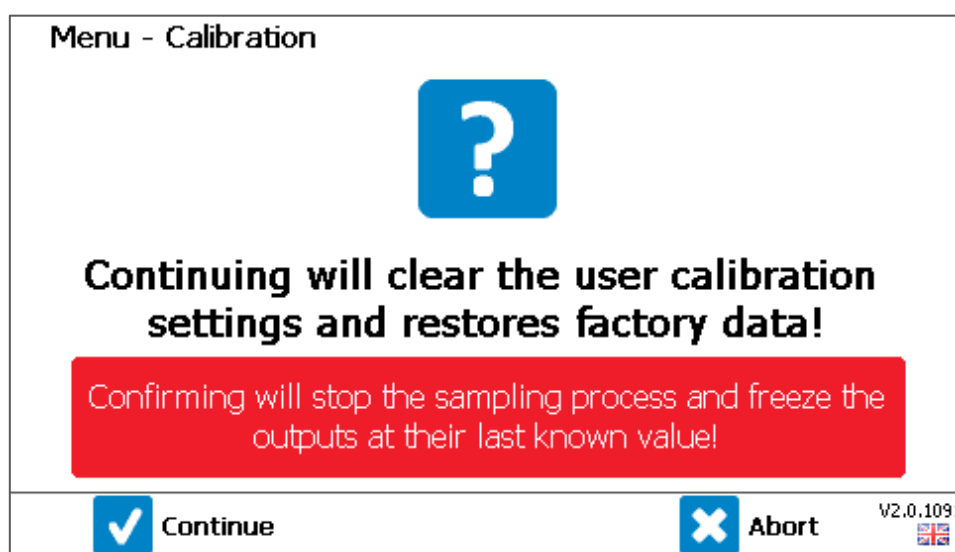 Menu - Calibration
?
Continuing will clear the user calibration
settings and restores factory data!
Confirming will stop the sampling process and freeze the
outputs at their last known value!
Continue
Abort